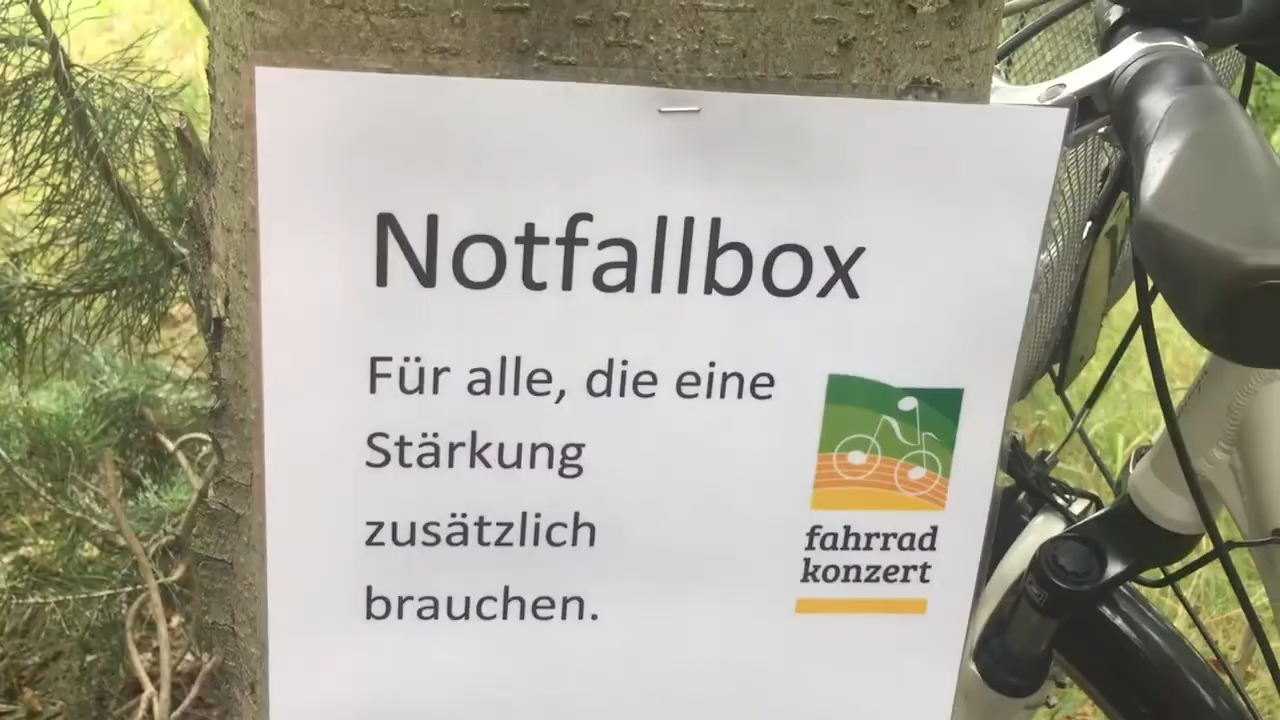 Notfallbox
Für alle, die eine
Stärkung
zusätzlich
brauchen.
fahrrad
konzert